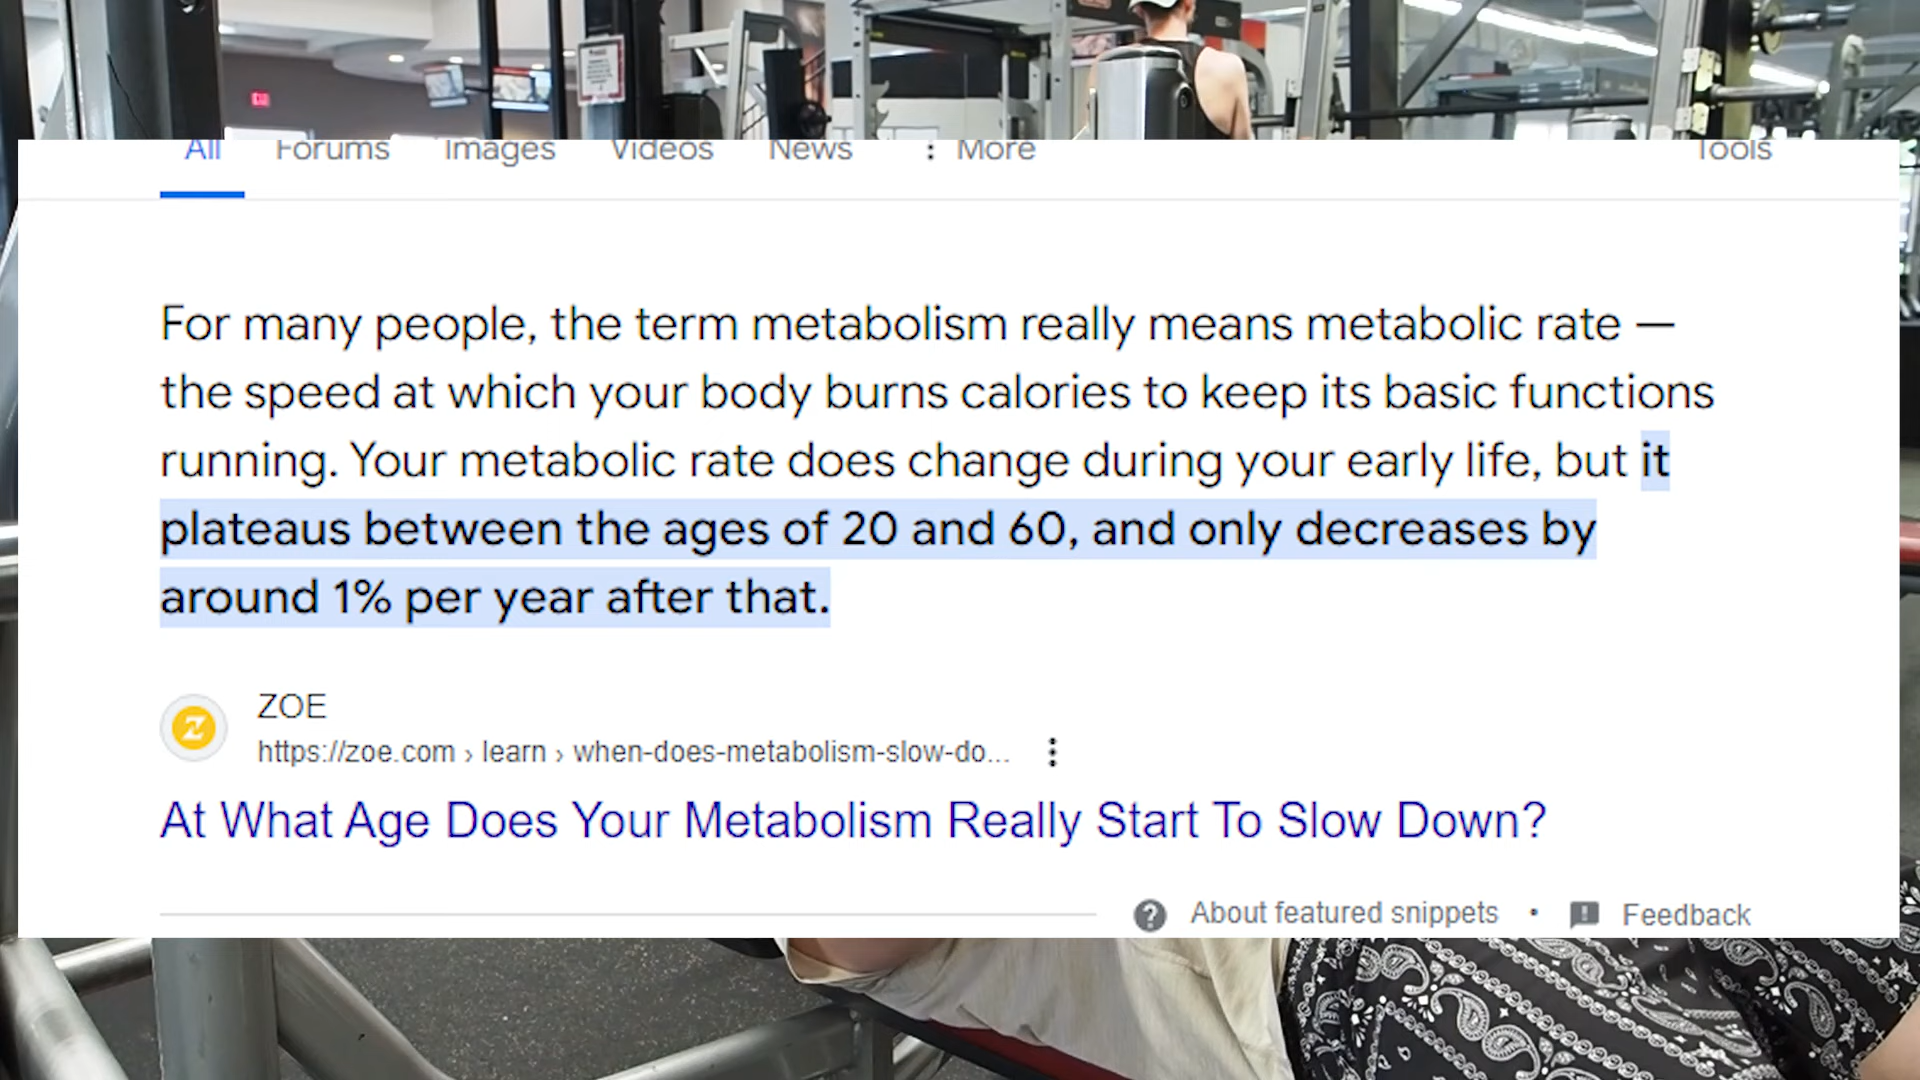 All Forums Images Videos News More Tools
For many people, the term metabolism really means metabolic rate —
the speed at which your body burns calories to keep its basic functions
running. Your metabolic rate does change during your early life, but it
plateaus between the ages of 20 and 60, and only decreases by
around 1% per year after that.
ZOE
https://zoe.com › learn › when-does-metabolism-slow-do...
At What Age Does Your Metabolism Really Start To Slow Down?
About featured snippets • Feedback